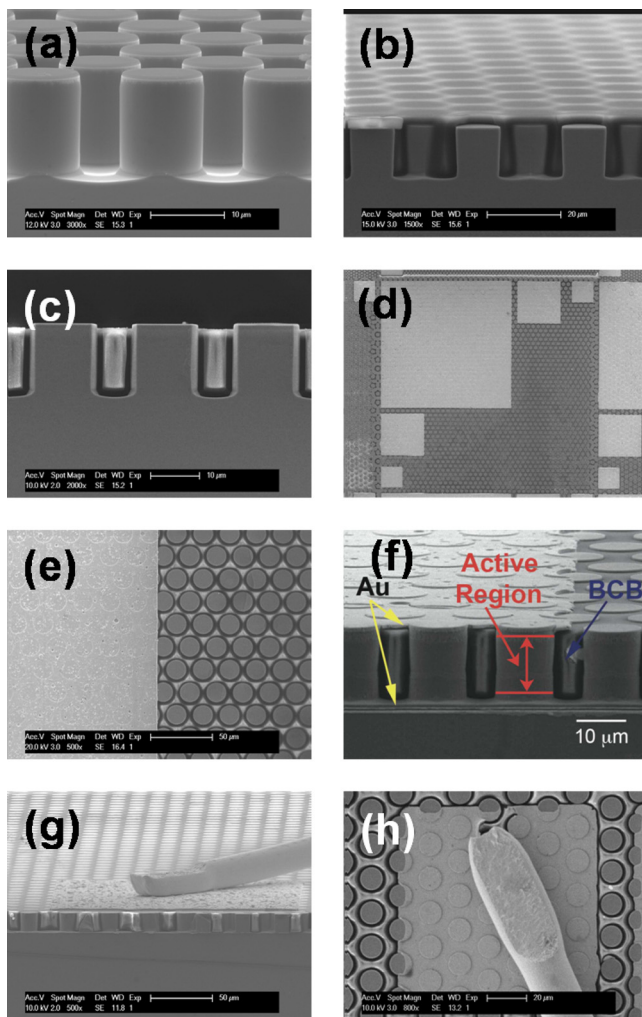 (a)
Acc.V Spot Magn Det WD Exp
12.0 kV 3.0 3000x SE 15.3 1
10 μm
(b)
Acc.V Spot Magn Det WD Exp
15.0 kV 3.0 1500x SE 15.6 1
20 μm
(c)
Acc.V Spot Magn Det WD Exp
10.0 kV 2.0 2000x SE 15.2 1
10 μm
(d)
(e)
Acc.V Spot Magn Det WD Exp
20.0 kV 3.0 500x SE 16.4 1
50 μm
(f)
Au
Active
Region
BCB
10 μm
(g)
Acc.V Spot Magn Det WD Exp
10.0 kV 2.0 500x SE 11.8 1
50 μm
(h)
Acc.V Spot Magn Det WD Exp
10.0 kV 3.0 800x SE 13.2 1
20 μm